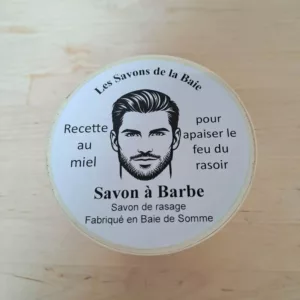 Les Savons de la Baie
Recette
au
miel
pour
apaiser le
feu du
rasoir
Savon à Barbe
Savon de rasage
Fabriqué en Baie de Somme